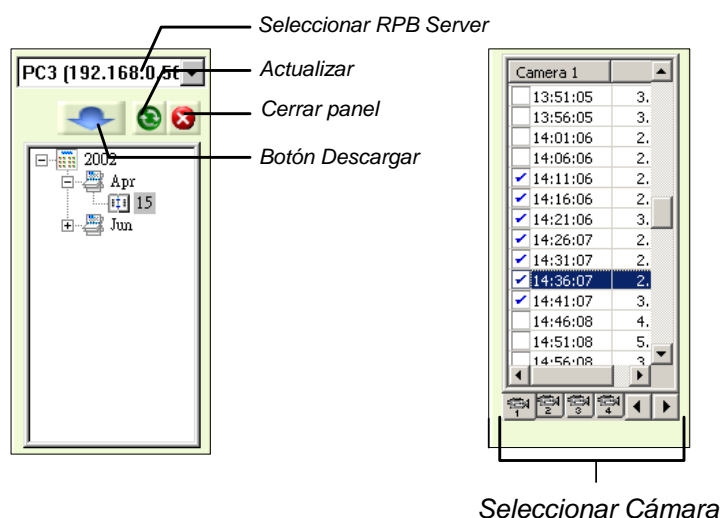 Seleccionar RPB Server
PC3 (192.168.0.5
Actualizar
Cerrar panel
Botón Descargar
2002
Apr
15
Jun
Camera 1
13:51:05 3.
13:56:05 3.
14:01:06 2.
14:06:06 2.
14:11:06 2.
14:16:06 2.
14:21:06 3.
14:26:07 2.
14:31:07 2.
14:36:07 2.
14:41:07 3.
14:46:08 4.
14:51:08 5.
14:56:08 3
1 2 3 4
Seleccionar Cámara